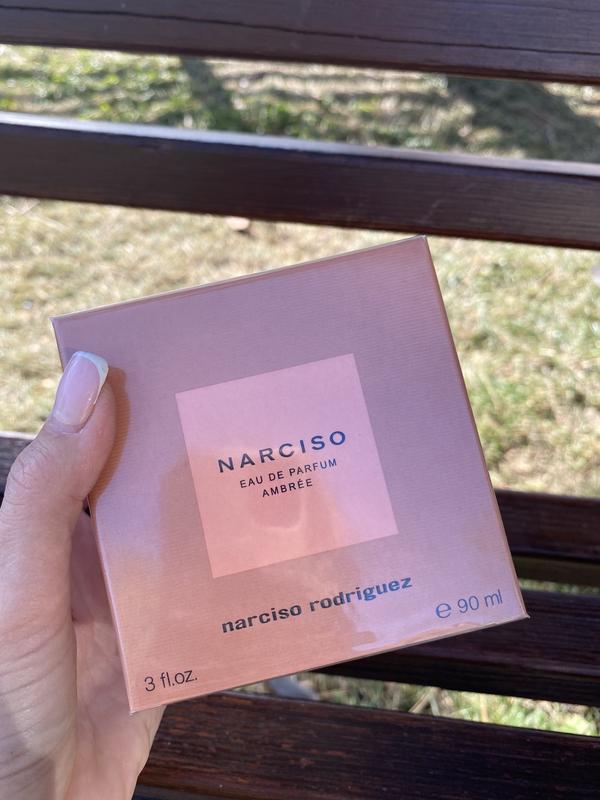 NARCISO
EAU DE PARFUM
AMBRÉE
narciso rodriguez
3 fl.oz.
℮ 90 ml